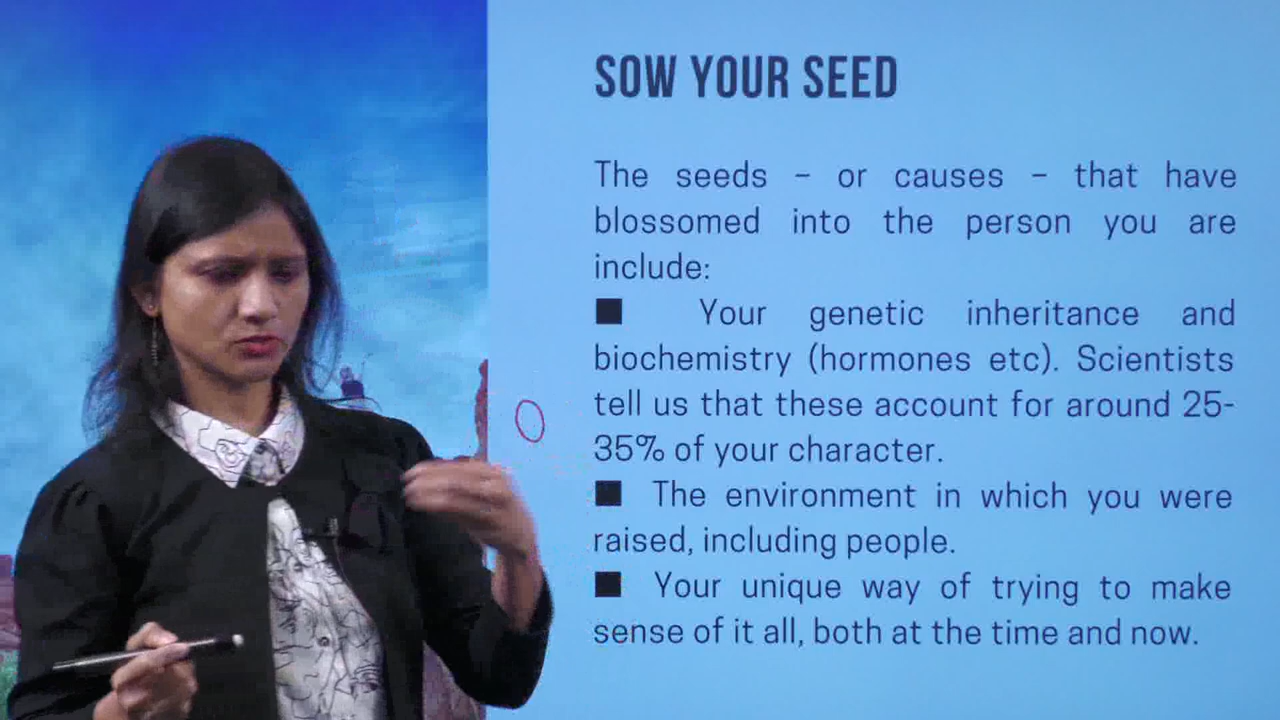 SOW YOUR SEED
The seeds – or causes – that have
blossomed into the person you are
include:
■ Your genetic inheritance and
biochemistry (hormones etc). Scientists
tell us that these account for around 25-
35% of your character.
■ The environment in which you were
raised, including people.
■ Your unique way of trying to make
sense of it all, both at the time and now.